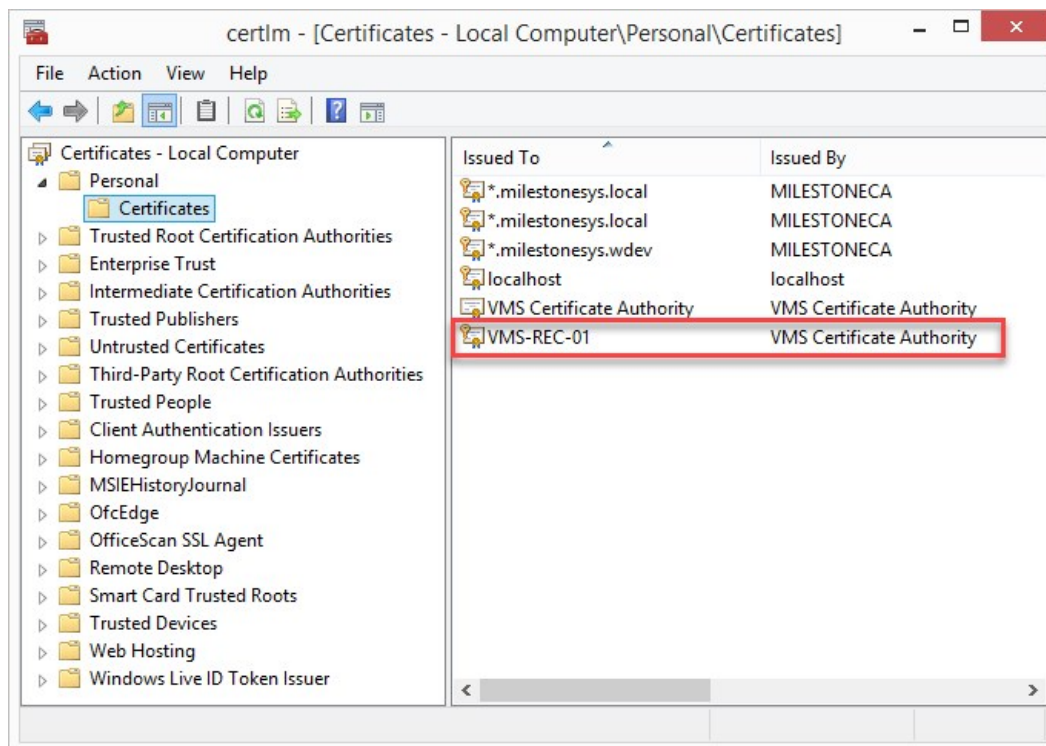 certlm - [Certificates - Local Computer\Personal\Certificates]
File Action View Help
Certificates - Local Computer
Personal
Certificates
Trusted Root Certification Authorities
Enterprise Trust
Intermediate Certification Authorities
Trusted Publishers
Untrusted Certificates
Third-Party Root Certification Authorities
Trusted People
Client Authentication Issuers
Homegroup Machine Certificates
MSIEHistoryJournal
OfcEdge
OfficeScan SSL Agent
Remote Desktop
Smart Card Trusted Roots
Trusted Devices
Web Hosting
Windows Live ID Token Issuer
Issued To Issued By
*.milestonesys.local MILESTONECA
*.milestonesys.local MILESTONECA
*.milestonesys.wdev MILESTONECA
localhost localhost
VMS Certificate Authority VMS Certificate Authority
VMS-REC-01 VMS Certificate Authority